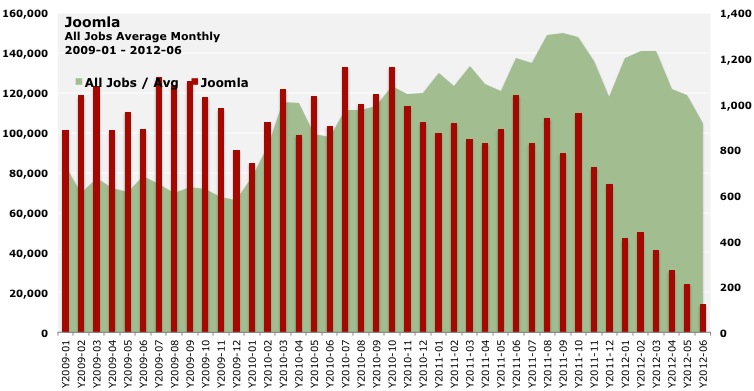 Joomla
All Jobs Average Monthly
2009-01 - 2012-06
All Jobs / Avg Joomla
160,000
140,000
120,000
100,000
80,000
60,000
40,000
20,000
0
1,400
1,200
1,000
800
600
400
200
0
Y2009-01
Y2009-02
Y2009-03
Y2009-04
Y2009-05
Y2009-06
Y2009-07
Y2009-08
Y2009-09
Y2009-10
Y2009-11
Y2009-12
Y2010-01
Y2010-02
Y2010-03
Y2010-04
Y2010-05
Y2010-06
Y2010-07
Y2010-08
Y2010-09
Y2010-10
Y2010-11
Y2010-12
Y2011-01
Y2011-02
Y2011-03
Y2011-04
Y2011-05
Y2011-06
Y2011-07
Y2011-08
Y2011-09
Y2011-10
Y2011-11
Y2011-12
Y2012-01
Y2012-02
Y2012-03
Y2012-04
Y2012-05
Y2012-06